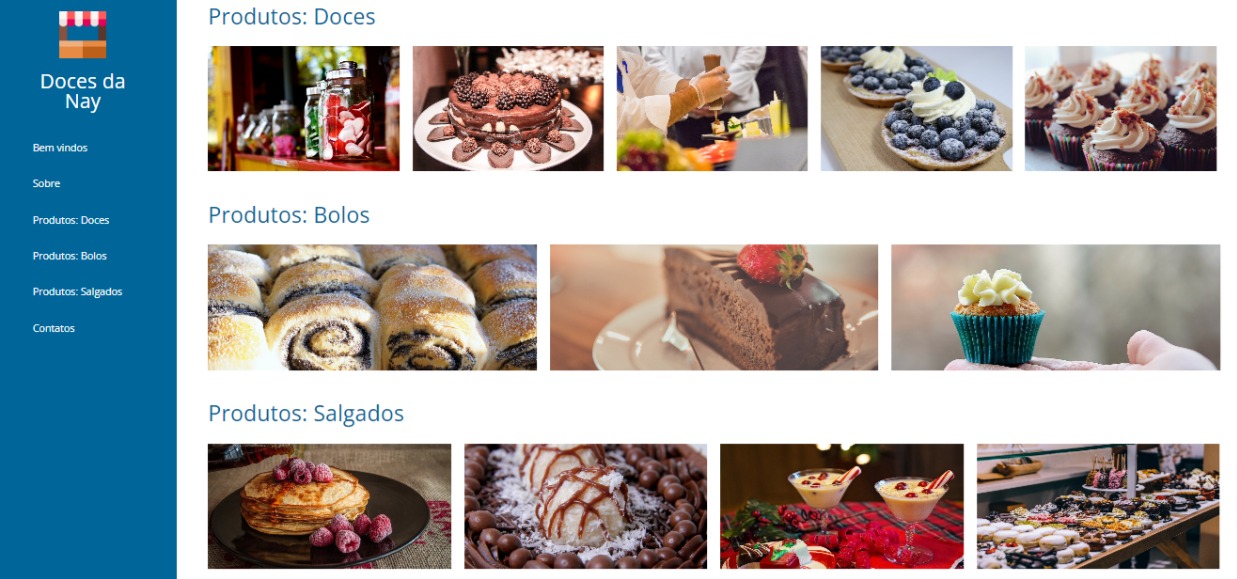 Doces da
Nay
Bem vindos
Sobre
Produtos: Doces
Produtos: Bolos
Produtos: Salgados
Contatos
Produtos: Doces
Produtos: Bolos
Produtos: Salgados